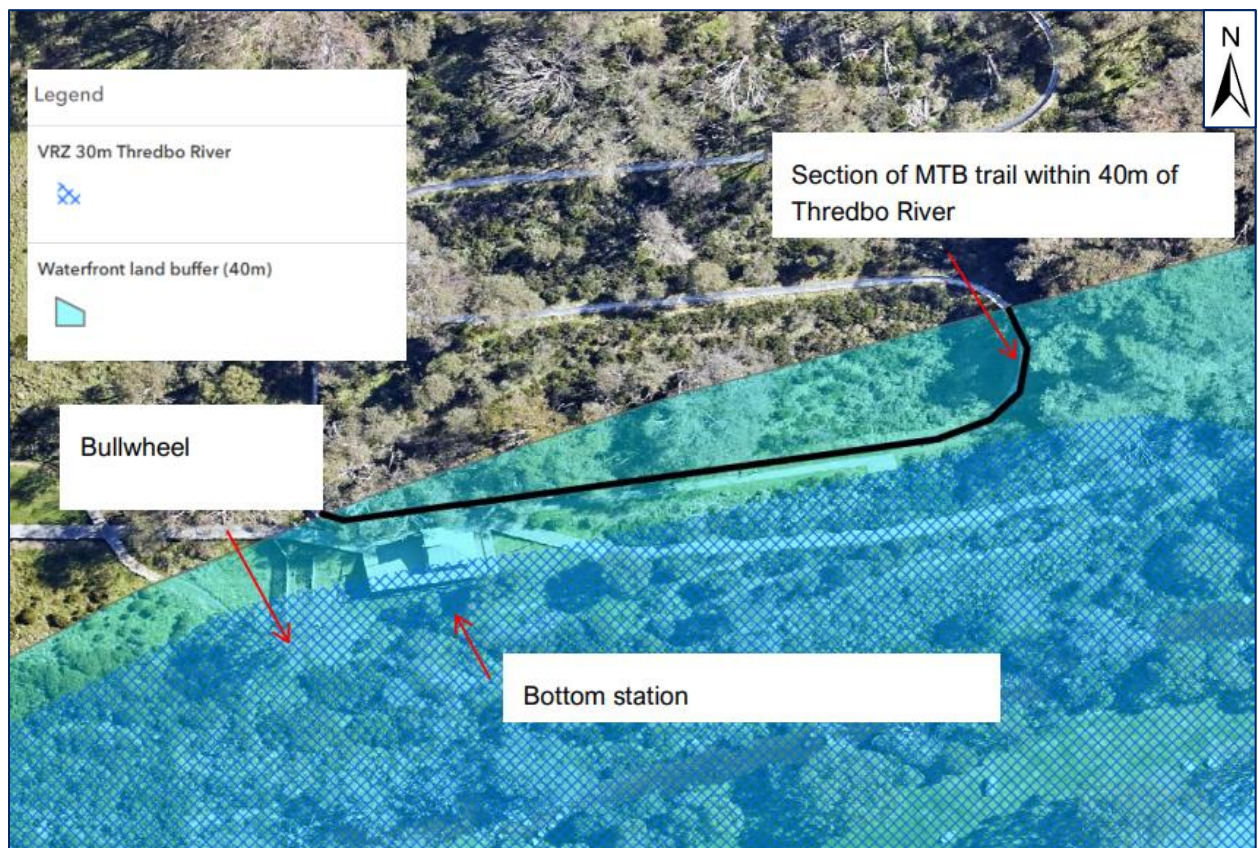 N
Legend
VRZ 30m Thredbo River
Waterfront land buffer (40m)
Section of MTB trail within 40m of
Thredbo River
Bullwheel
Bottom station